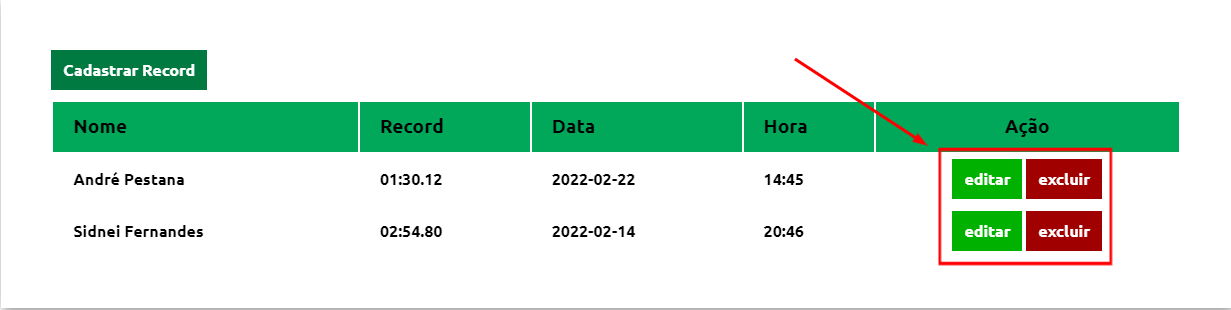 Cadastrar Record
Nome Record Data Hora Ação
André Pestana 01:30.12 2022-02-22 14:45 editar excluir
Sidnei Fernandes 02:54.80 2022-02-14 20:46 editar excluir